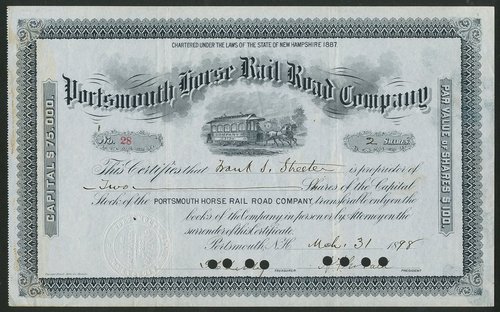 CHARTERED UNDER THE LAWS OF THE STATE OF NEW HAMPSHIRE 1887.
Portsmouth Horse Rail Road Company
CAPITAL $75,000.
PAR VALUE OF SHARES $100.
No. 28
2 Shares
This Certifies that Frank S. Streeter is proprietor of
Two Shares of the Capital
Stock of the PORTSMOUTH HORSE RAIL ROAD COMPANY, transferable only on the
books of the Company in person or by Attorney on the
surrender of this Certificate.
Portsmouth, N.H. Mch. 31 1898
TREASURER
PRESIDENT